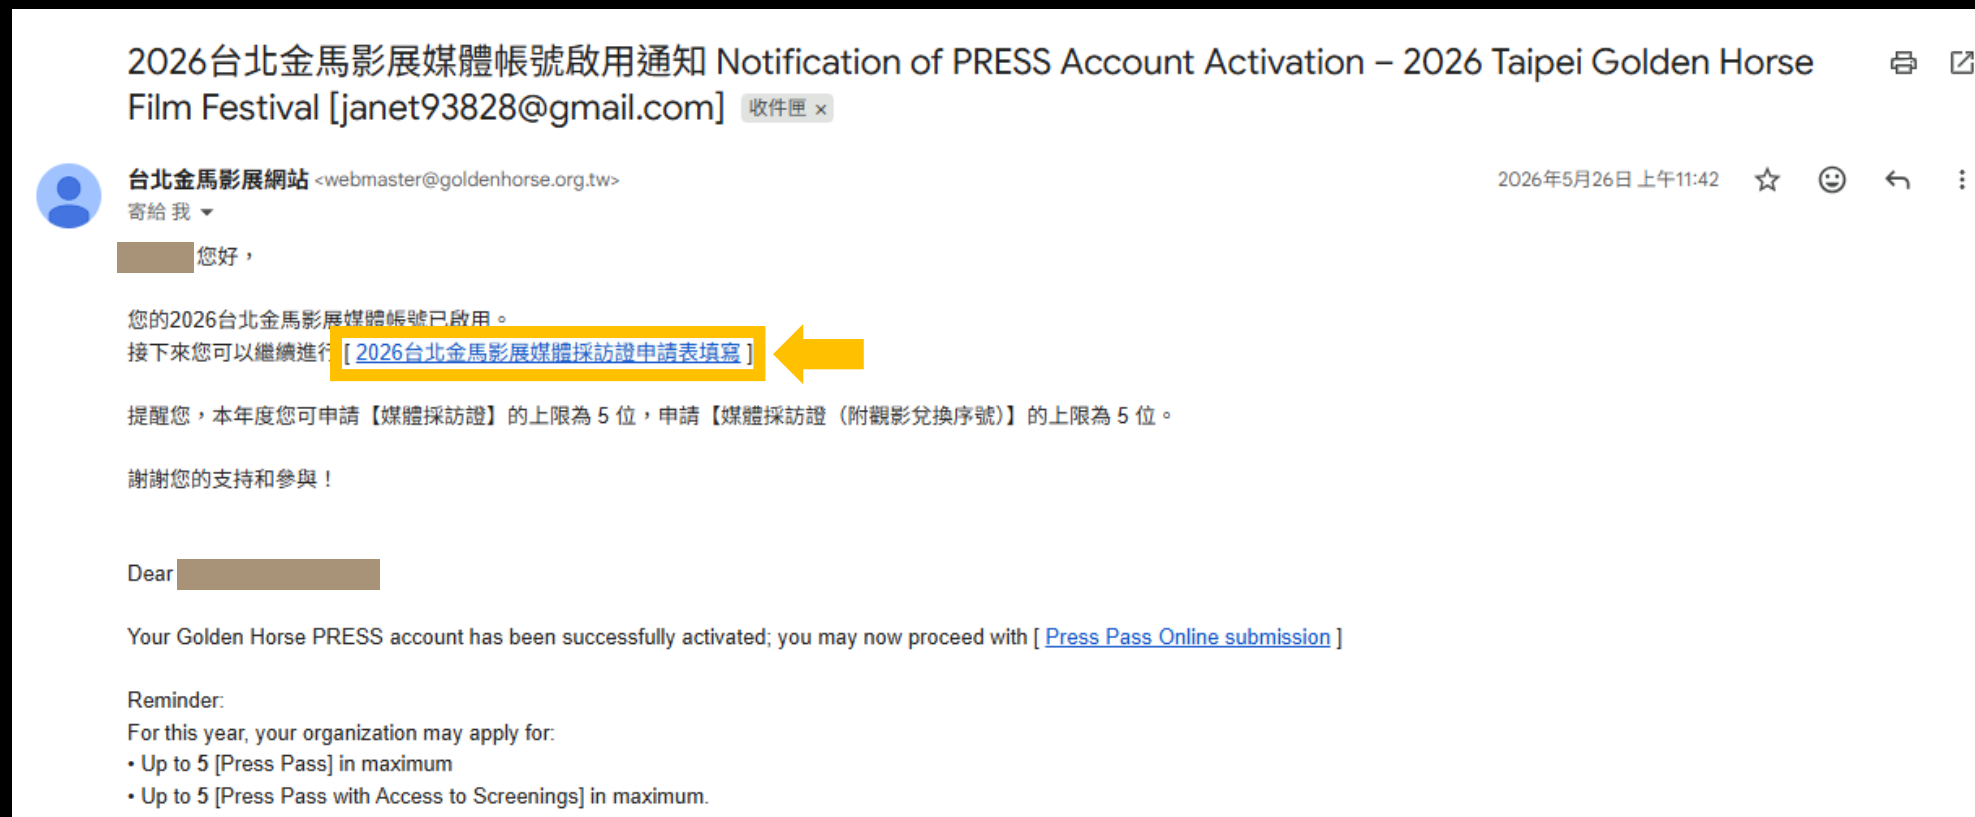 2026台北金馬影展媒體帳號啟用通知 Notification of PRESS Account Activation – 2026 Taipei Golden Horse
Film Festival [janet93828@gmail.com] 收件匣 ×
台北金馬影展網站 <webmaster@goldenhorse.org.tw>
2026年5月26日 上午11:42
寄給 我
您好，
您的2026台北金馬影展媒體帳號已啟用。
接下來您可以繼續進行 [ 2026台北金馬影展媒體採訪證申請表填寫 ]
提醒您，本年度您可申請【媒體採訪證】的上限為 5 位，申請【媒體採訪證（附觀影兌換序號)】的上限為 5 位。
謝謝您的支持和參與！
Dear
Your Golden Horse PRESS account has been successfully activated; you may now proceed with [ Press Pass Online submission ]
Reminder:
For this year, your organization may apply for:
• Up to 5 [Press Pass] in maximum
• Up to 5 [Press Pass with Access to Screenings] in maximum.